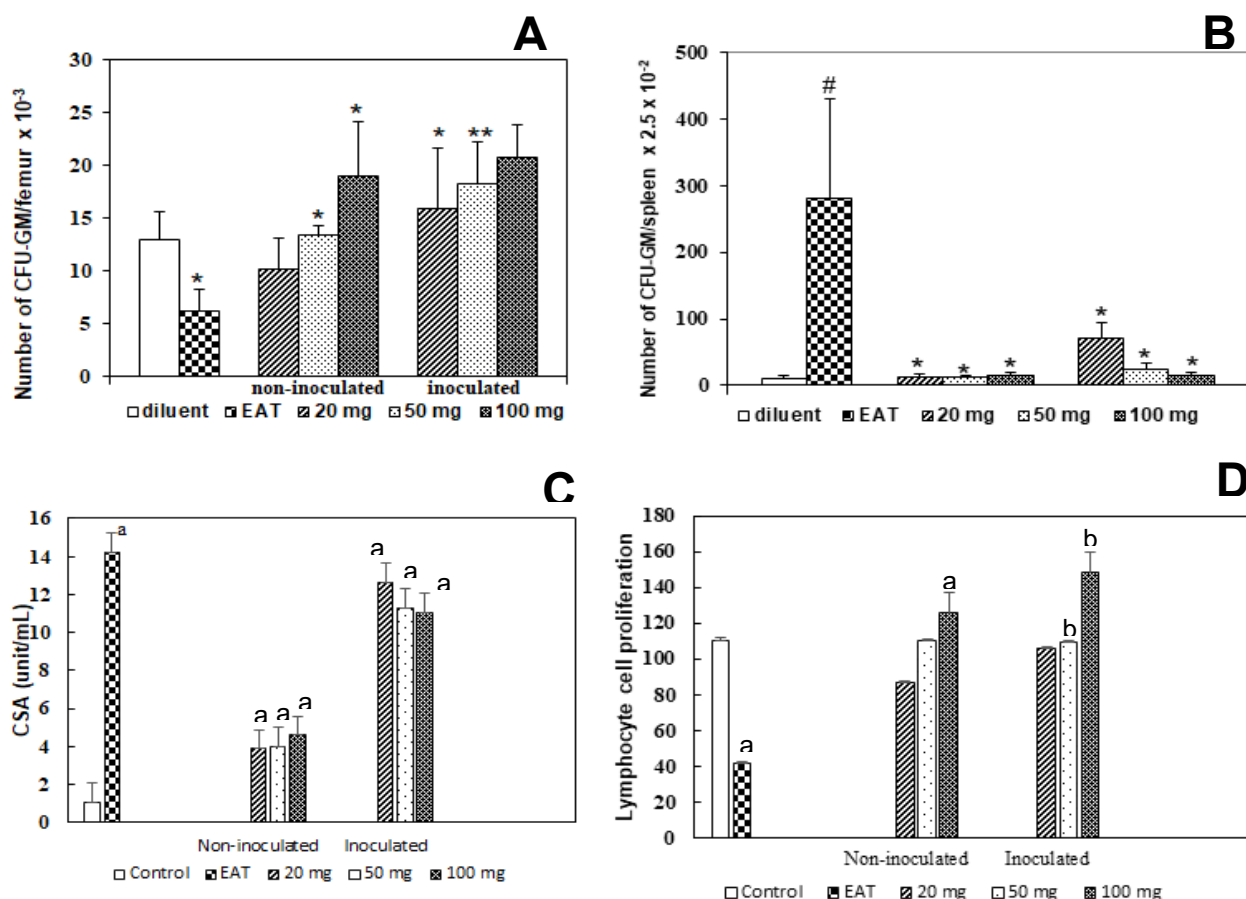 A
Number of CFU-GM/femur x 10-3
30
25
20
15
10
5
0
*
*
*
*
**
non-inoculated inoculated
diluent EAT 20 mg 50 mg 100 mg
B
Number of CFU-GM/spleen x 2.5 x 10-2
500
400
300
200
100
0
#
*
*
*
*
*
*
diluent EAT 20 mg 50 mg 100 mg
C
CSA (unit/mL)
16
14
12
10
8
6
4
2
0
a
a
a
a
a
a
a
Non-inoculated Inoculated
Control EAT 20 mg 50 mg 100 mg
D
Lymphocyte cell proliferation
180
160
140
120
100
80
60
40
20
0
a
a
b
b
Non-inoculated Inoculated
Control EAT 20 mg 50 mg 100 mg